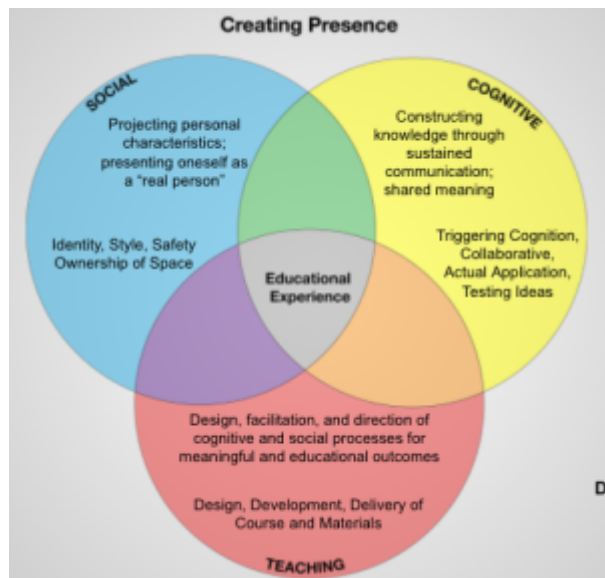 Creating Presence
SOCIAL
COGNITIVE
Projecting personal
characteristics;
presenting oneself as
a “real person”
Constructing
knowledge through
sustained
communication;
shared meaning
Identity, Style, Safety
Ownership of Space
Triggering Cognition,
Collaborative,
Actual Application,
Testing Ideas
Educational
Experience
Design, facilitation, and direction of
cognitive and social processes for
meaningful and educational outcomes
Design, Development, Delivery of
Course and Materials
TEACHING
D